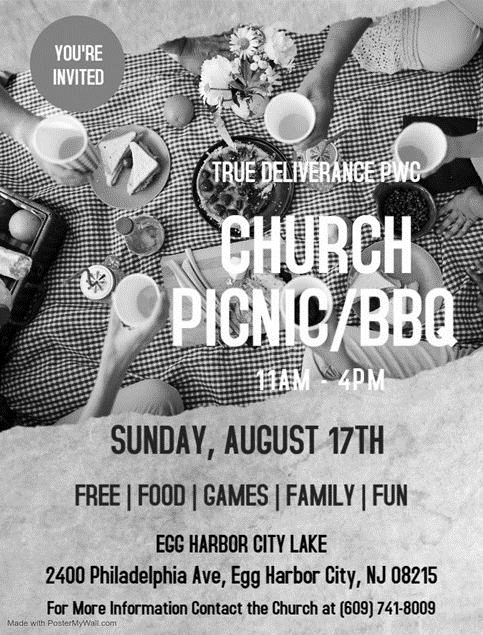 YOU'RE
INVITED
TRUE DELIVERANCE PWC
CHURCH
PICNIC/BBQ
11AM - 4PM
SUNDAY, AUGUST 17TH
FREE | FOOD | GAMES | FAMILY | FUN
EGG HARBOR CITY LAKE
2400 Philadelphia Ave, Egg Harbor City, NJ 08215
For More Information Contact the Church at (609) 741-8009
Made with PosterMyWall.com